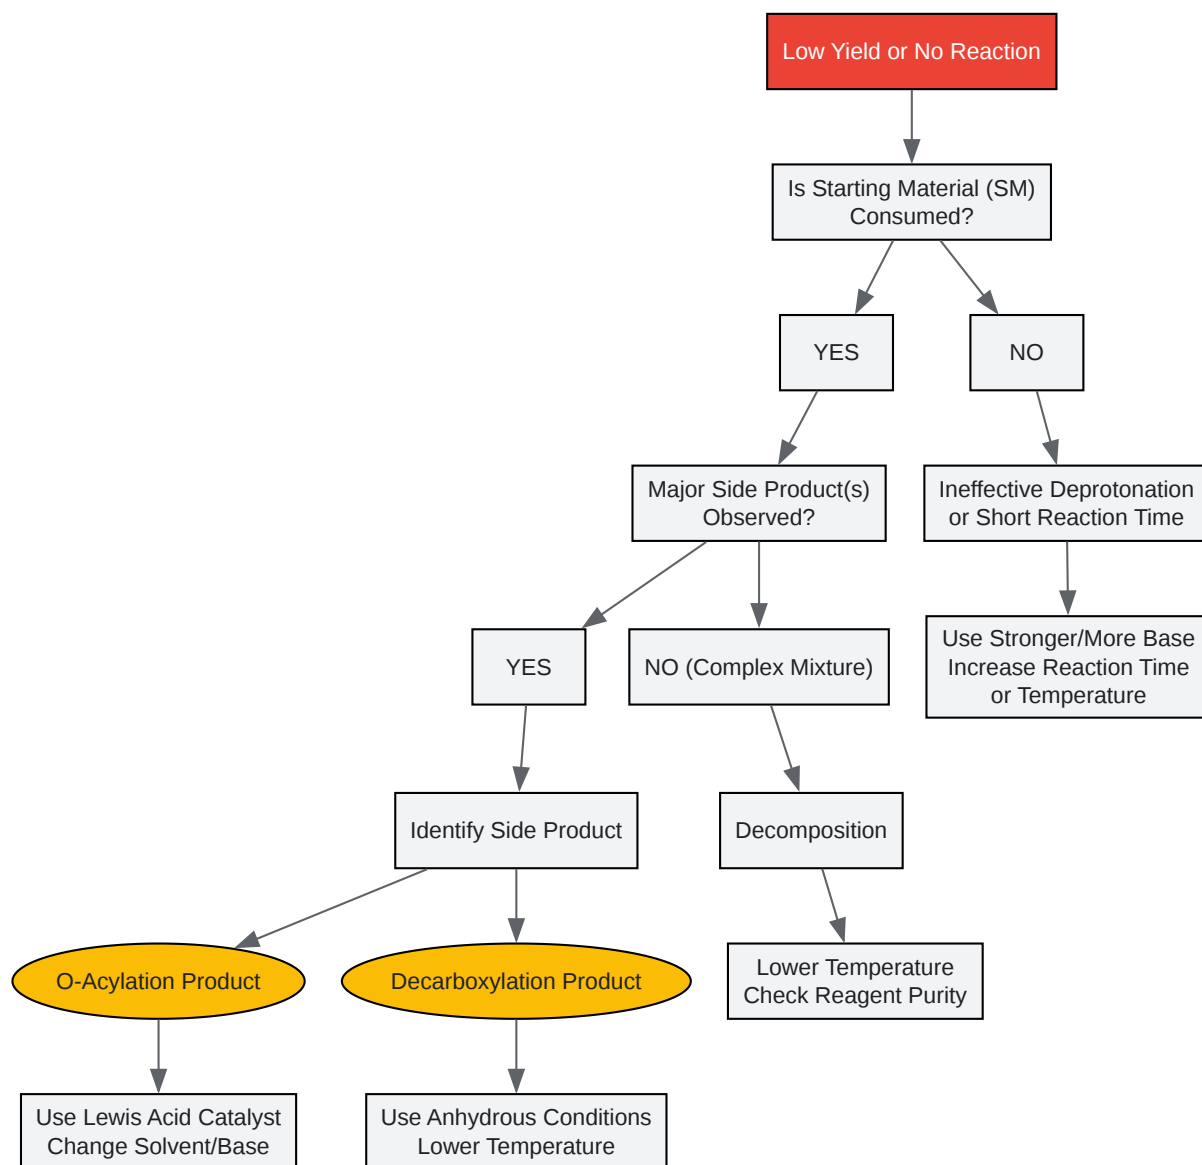 Low Yield or No Reaction
Is Starting Material (SM)
Consumed?
YES
NO
Major Side Product(s)
Observed?
Ineffective Deprotonation
or Short Reaction Time
YES
NO (Complex Mixture)
Use Stronger/More Base
Increase Reaction Time
or Temperature
Identify Side Product
Decomposition
O-Acylation Product
Decarboxylation Product
Lower Temperature
Check Reagent Purity
Use Lewis Acid Catalyst
Change Solvent/Base
Use Anhydrous Conditions
Lower Temperature